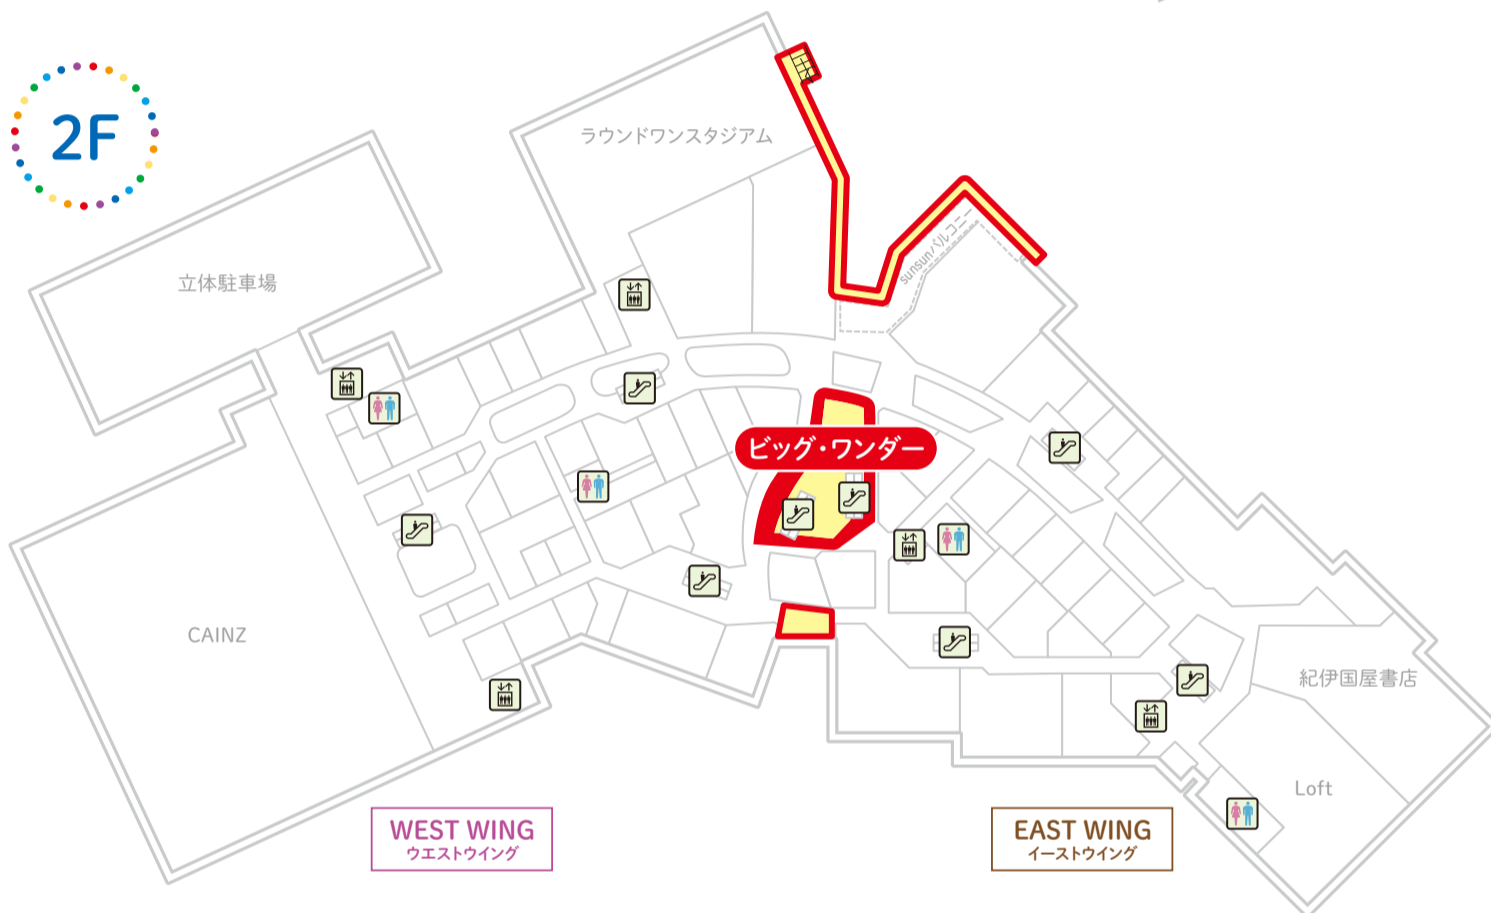 2F
ラウンドワンスタジアム
立体駐車場
sunsunバルコニー
ビッグ・ワンダー
CAINZ
紀伊国屋書店
Loft
WEST WING
ウエストウイング
EAST WING
イーストウイング